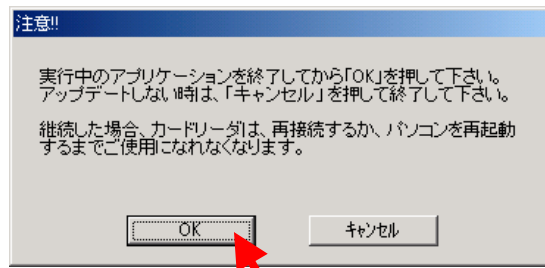 注意!!
実行中のアプリケーションを終了してから「OK」を押して下さい。
アップデートしない時は、「キャンセル」を押して終了して下さい。
継続した場合、カードリーダは、再接続するか、パソコンを再起動
するまでご使用になれなくなります。
OK
キャンセル